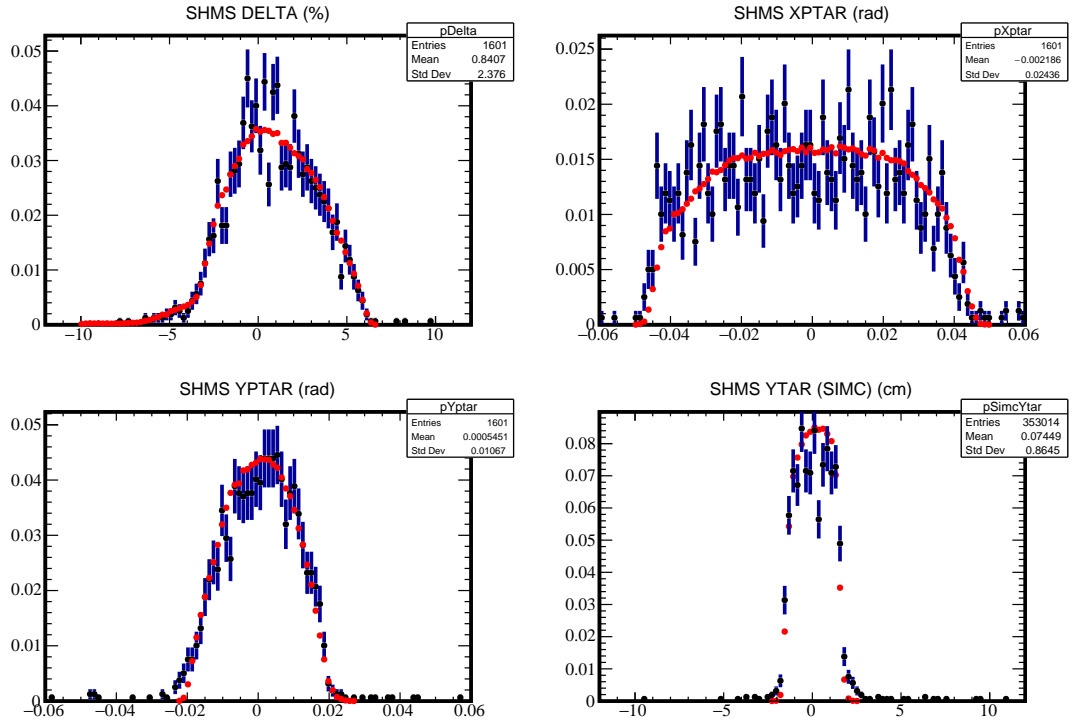 SHMS DELTA (%)
pDelta
Entries 1601
Mean 0.8407
Std Dev 2.376
0.05
0.04
0.03
0.02
0.01
0
−10 −5 0 5 10
SHMS XPTAR (rad)
pXptar
Entries 1601
Mean −0.002186
Std Dev 0.02436
0.025
0.02
0.015
0.01
0.005
0
−0.06 −0.04 −0.02 0 0.02 0.04 0.06
SHMS YPTAR (rad)
pYptar
Entries 1601
Mean 0.0005451
Std Dev 0.01067
0.05
0.04
0.03
0.02
0.01
0
−0.06 −0.04 −0.02 0 0.02 0.04 0.06
SHMS YTAR (SIMC) (cm)
pSimcYtar
Entries 353014
Mean 0.07449
Std Dev 0.8645
0.08
0.07
0.06
0.05
0.04
0.03
0.02
0.01
0
−10 −5 0 5 10